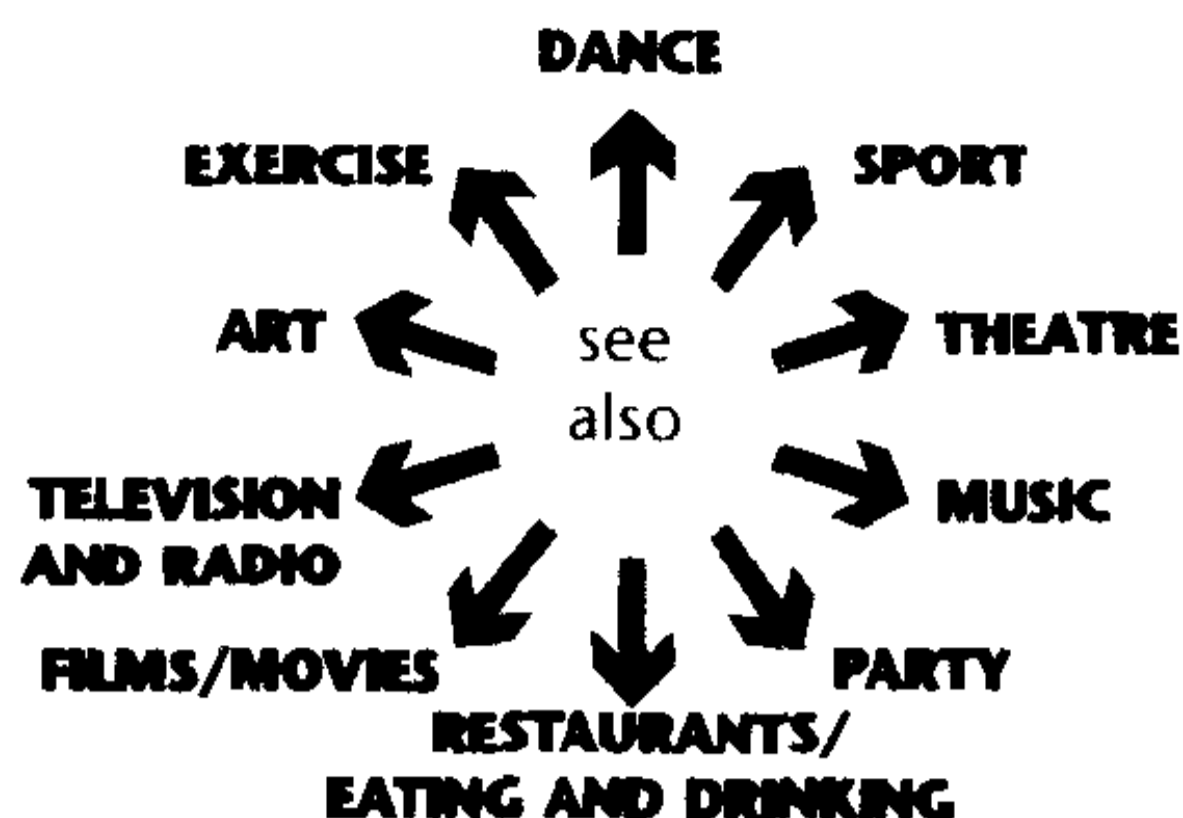 DANCE
EXERCISE
SPORT
ART
see
THEATRE
also
TELEVISION
AND RADIO
MUSIC
FILMS/MOVIES
PARTY
RESTAURANTS/
EATING AND DRINKING